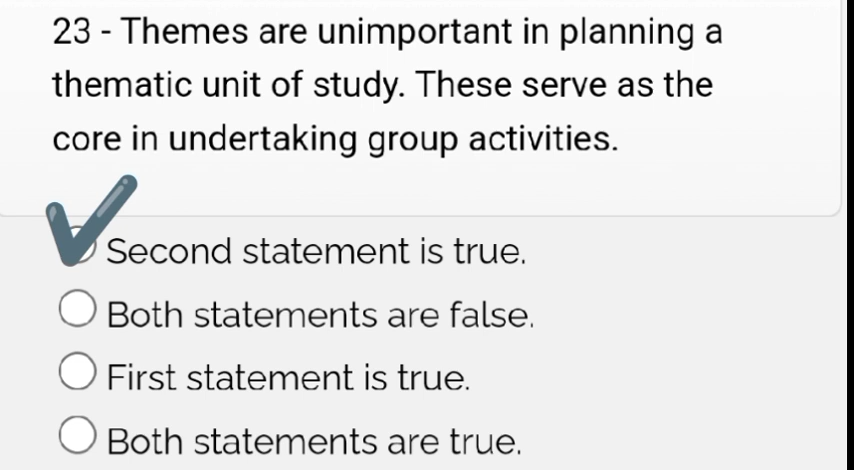 23 - Themes are unimportant in planning a
thematic unit of study. These serve as the
core in undertaking group activities.
Second statement is true.
Both statements are false.
First statement is true.
Both statements are true.